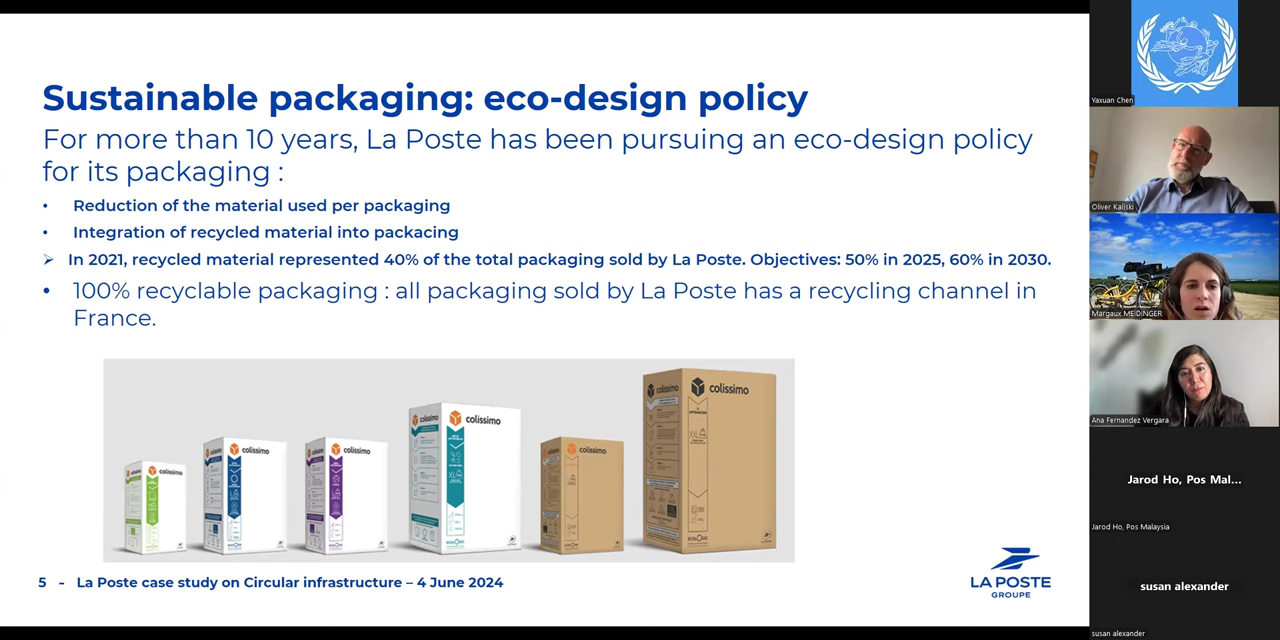 Sustainable packaging: eco-design policy
For more than 10 years, La Poste has been pursuing an eco-design policy
for its packaging :
• Reduction of the material used per packaging
• Integration of recycled material into packacing
➢ In 2021, recycled material represented 40% of the total packaging sold by La Poste. Objectives: 50% in 2025, 60% in 2030.
• 100% recyclable packaging : all packaging sold by La Poste has a recycling channel in
France.
colissimo
colissimo
colissimo
colissimo
colissimo
colissimo
colissimo
colissimo
XL
XXL
5 - La Poste case study on Circular infrastructure – 4 June 2024
LA POSTE
GROUPE
Yaxuan Chen
Oliver Kaliski
Margaux MEIDINGER
Ana Fernandez Vergara
Jarod Ho, Pos Mal...
Jarod Ho, Pos Malaysia
susan alexander
susan alexander